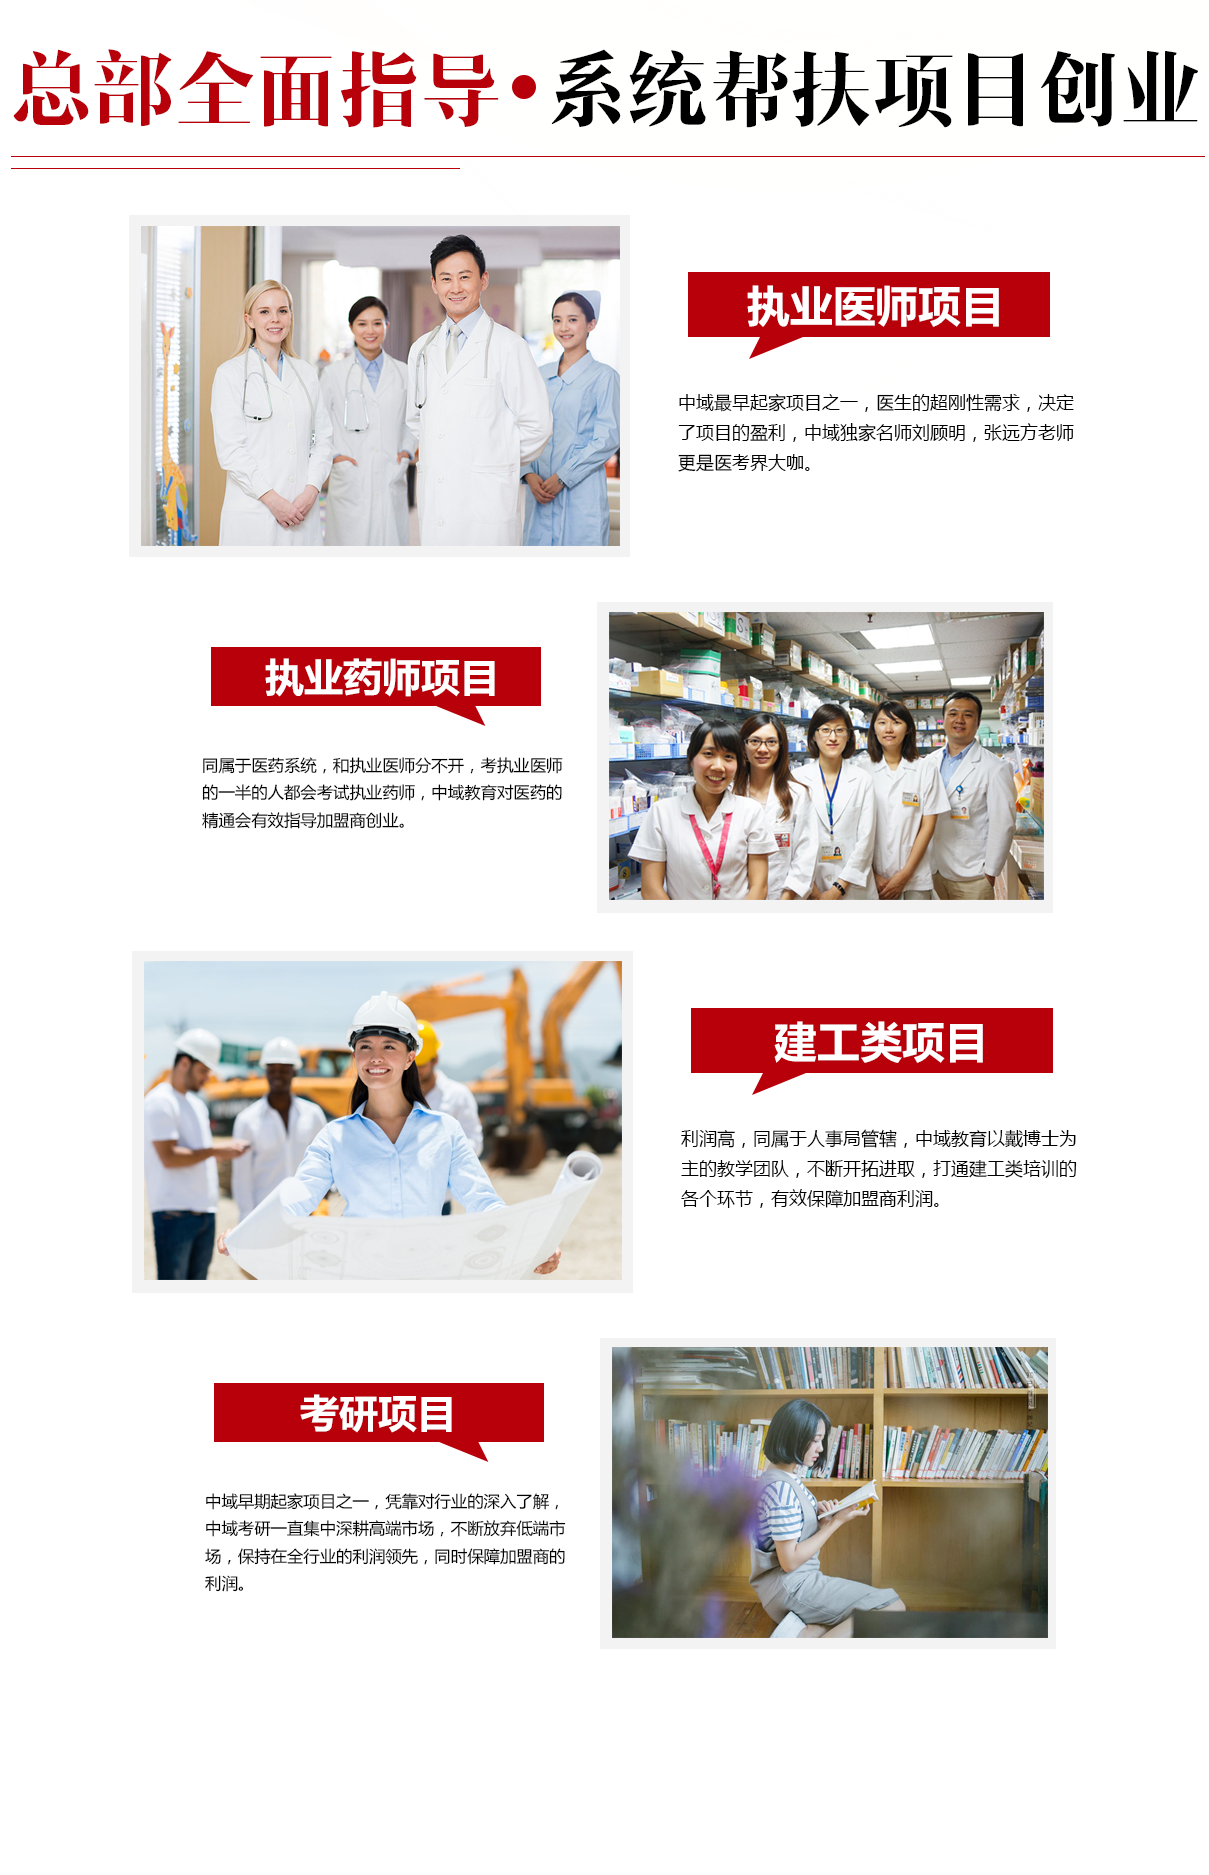 总部全面指导•系统帮扶项目创业
执业医师项目
中域最早起家项目之一，医生的超刚性需求，决定
了项目的盈利，中域独家名师刘顾明，张远方老师
更是医考界大咖。
执业药师项目
同属于医药系统，和执业医师分不开，考执业医师
的一半的人都会考试执业药师，中域教育对医药的
精通会有效指导加盟商创业。
建工类项目
利润高，同属于人事局管辖，中域教育以戴博士为
主的教学团队，不断开拓进取，打通建工类培训的
各个环节，有效保障加盟商利润。
考研项目
中域早期起家项目之一，凭靠对行业的深入了解，
中域考研一直集中深耕高端市场，不断放弃低端市
场，保持在全行业的利润领先，同时保障加盟商的
利润。